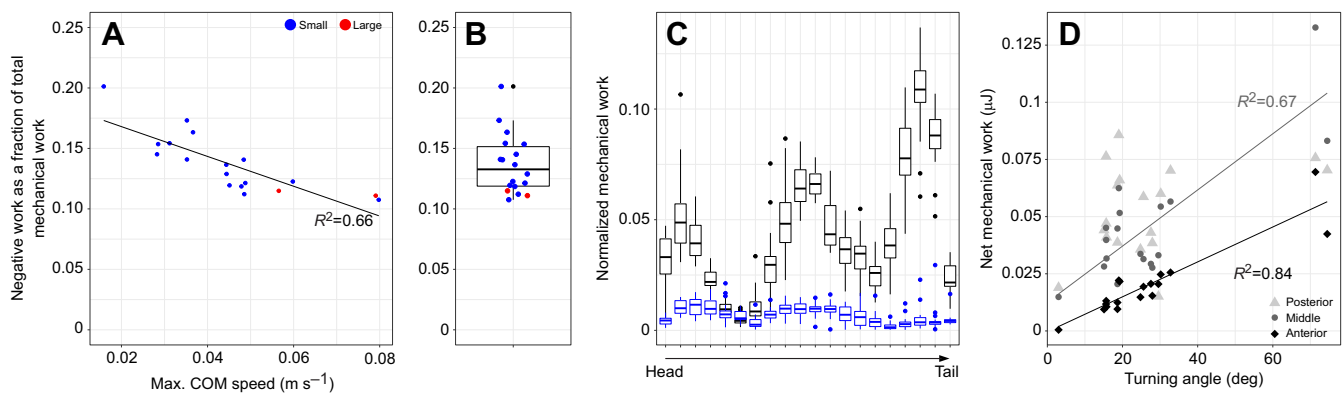 A
Small
Large
R²=0.66
Negative work as a fraction of total
mechanical work
0.25
0.20
0.15
0.10
0.05
0
0.02
0.04
0.06
0.08
Max. COM speed (m s⁻¹)
B
0.25
0.20
0.15
0.10
0.05
0
C
Normalized mechanical work
0.10
0.05
0
Head
Tail
D
Net mechanical work (μJ)
0.125
0.1
0.075
0.05
0.025
0
R²=0.67
R²=0.84
Posterior
Middle
Anterior
0
20
40
60
Turning angle (deg)